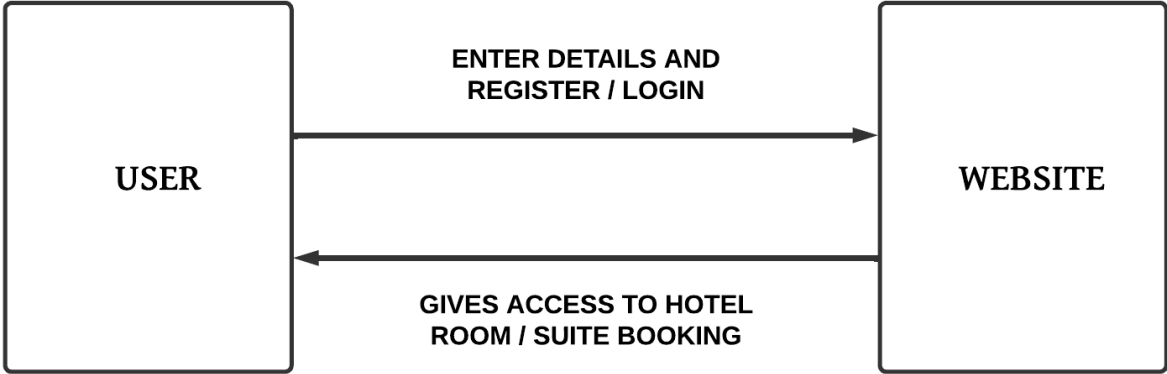 ENTER DETAILS AND
REGISTER / LOGIN
USER
WEBSITE
GIVES ACCESS TO HOTEL
ROOM / SUITE BOOKING